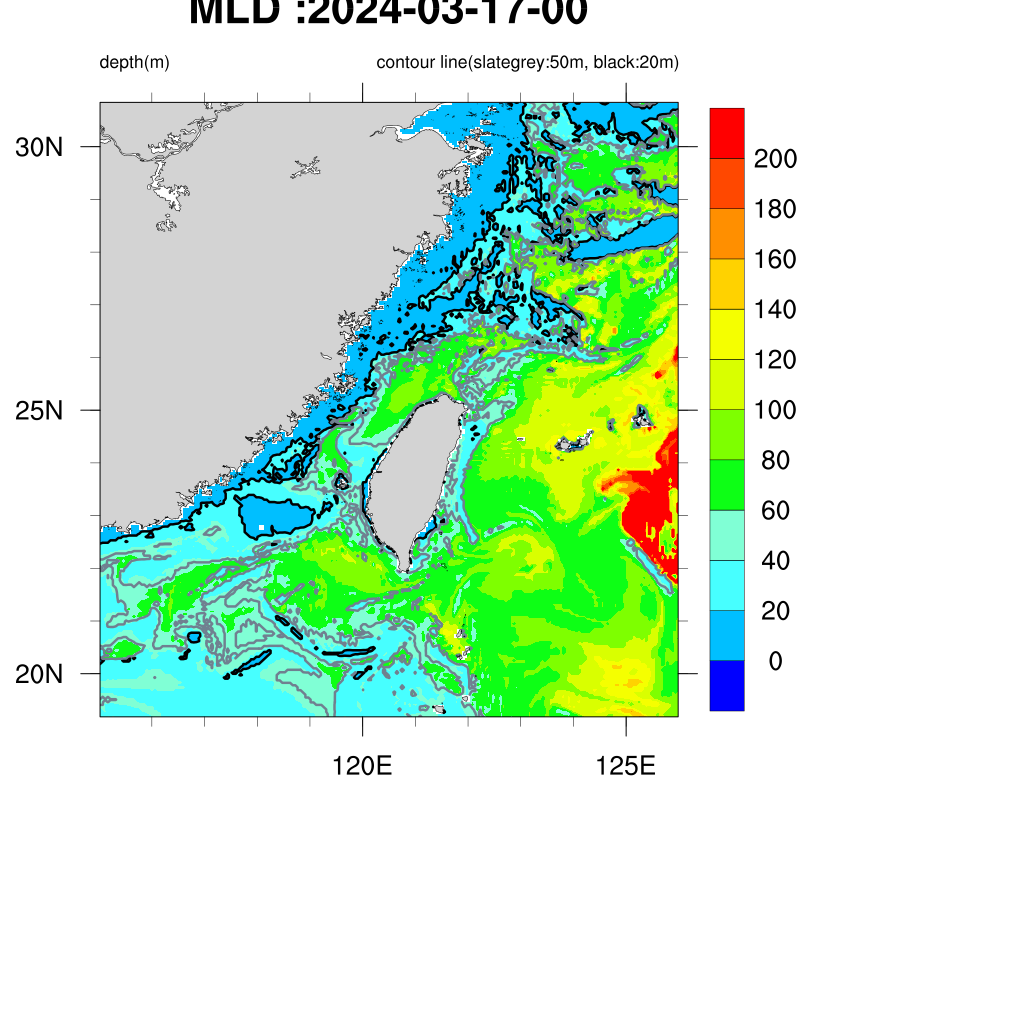 MLD :2024-03-17-00
depth(m)
contour line(slategrey:50m, black:20m)
30N
25N
20N
120E
125E
200
180
160
140
120
100
80
60
40
20
0